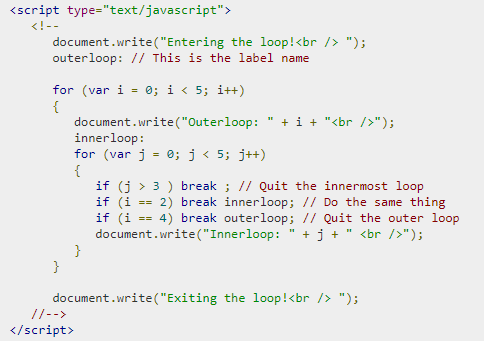 <script type="text/javascript">
<!--
document.write("Entering the loop!<br /> ");
outerloop: // This is the label name
for (var i = 0; i < 5; i++)
{
document.write("Outerloop: " + i + "<br />");
innerloop:
for (var j = 0; j < 5; j++)
{
if (j > 3 ) break ; // Quit the innermost loop
if (i == 2) break innerloop; // Do the same thing
if (i == 4) break outerloop; // Quit the outer loop
document.write("Innerloop: " + j + " <br />");
}
}
document.write("Exiting the loop!<br /> ");
//-->
</script>